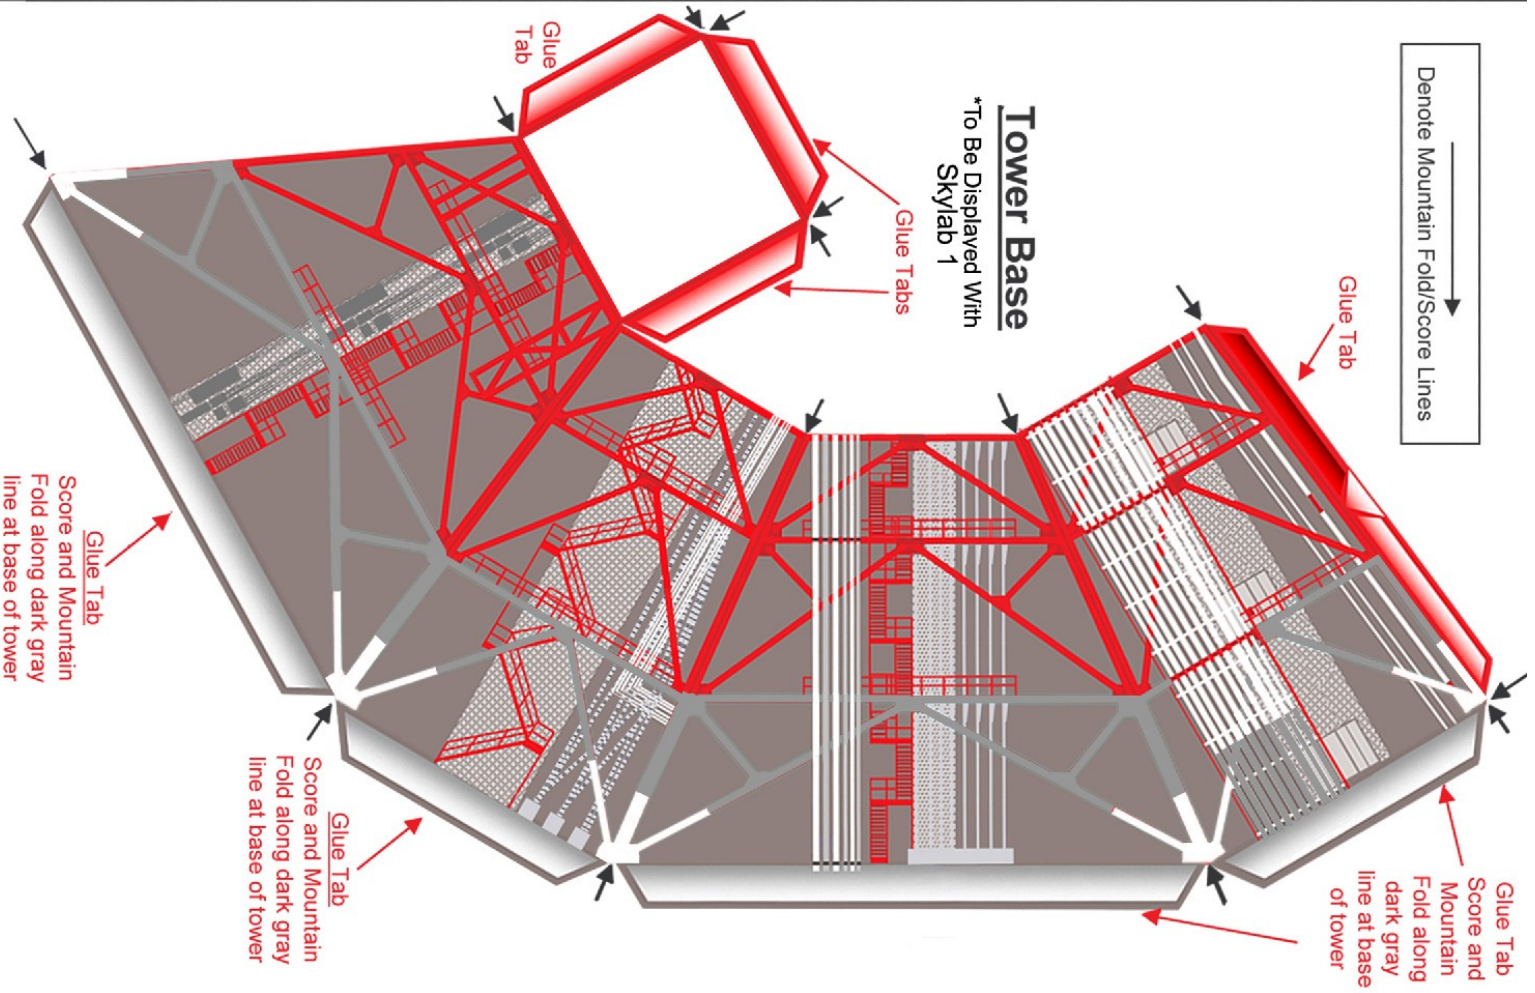 Denote Mountain Fold/Score Lines
Glue Tab
Glue Tab
Score and
Mountain
Fold along
dark gray
line at base
of tower
Tower Base
*To Be Displayed With
Skylab 1
Glue Tabs
Glue
Tab
Glue Tab
Score and Mountain
Fold along dark gray
line at base of tower
Glue Tab
Score and Mountain
Fold along dark gray
line at base of tower